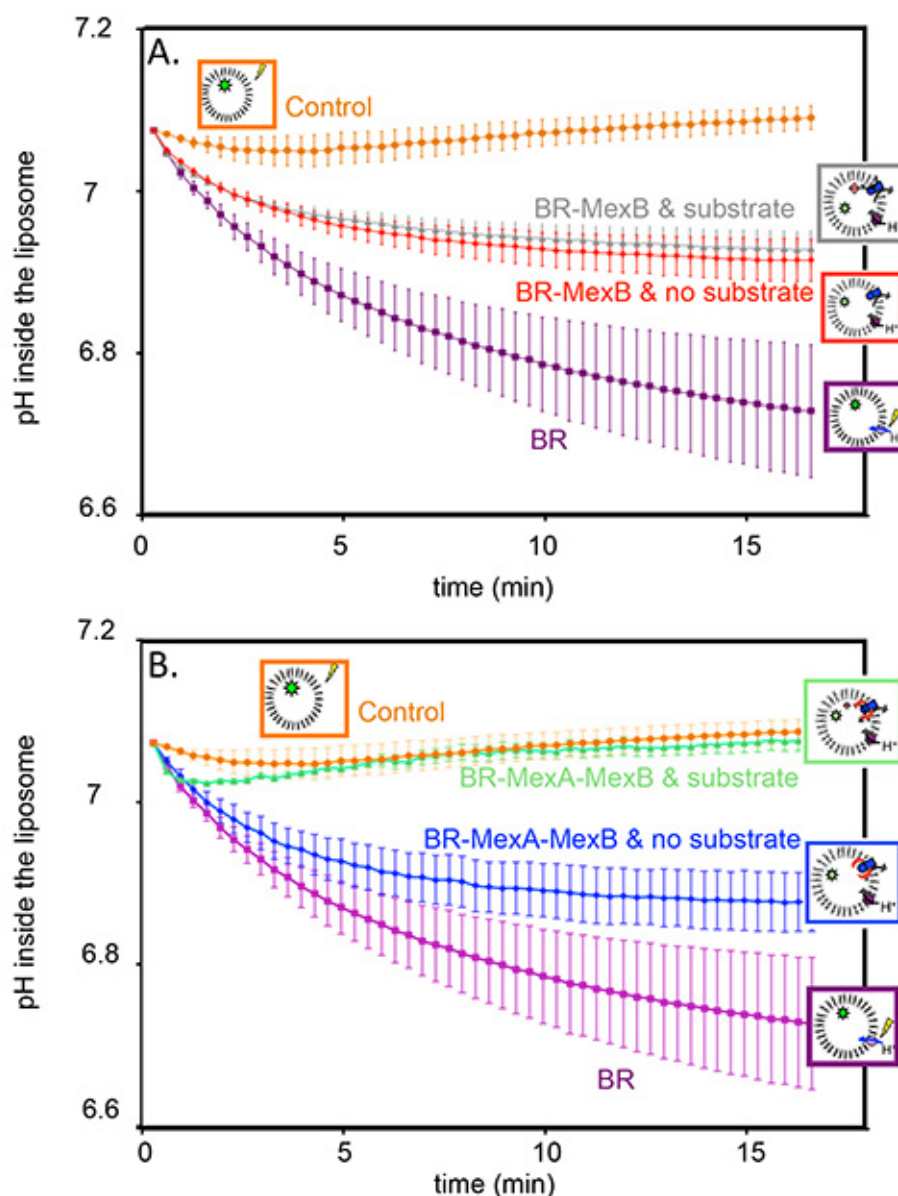 7.2
A.
Control
7
BR-MexB & substrate
BR-MexB & no substrate
6.8
BR
6.6
0 5 10 15
pH inside the liposome
time (min)
H
H+
H
7.2
B.
Control
BR-MexA-MexB & substrate
7
BR-MexA-MexB & no substrate
6.8
BR
6.6
0 5 10 15
pH inside the liposome
time (min)
H+
H+
H+